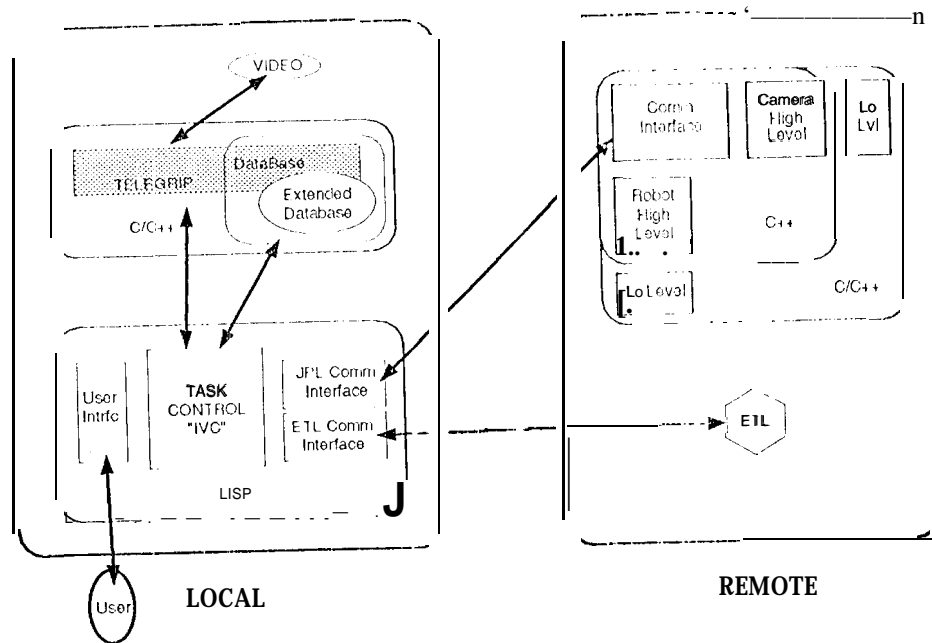 VIDEO
DataBase
TELEGRIP
Extended
Database
C/C++
User
Intrfc
TASK
CONTROL
"IVC"
JPL Comm
Interface
ETL Comm
Interface
LISP
J
User
LOCAL
n
Comm
Interface
Camera
High
Level
Lo
Lvl
Robot
High
Level
1.. .
C++
Lo Level
I.
C/C++
ETL
REMOTE